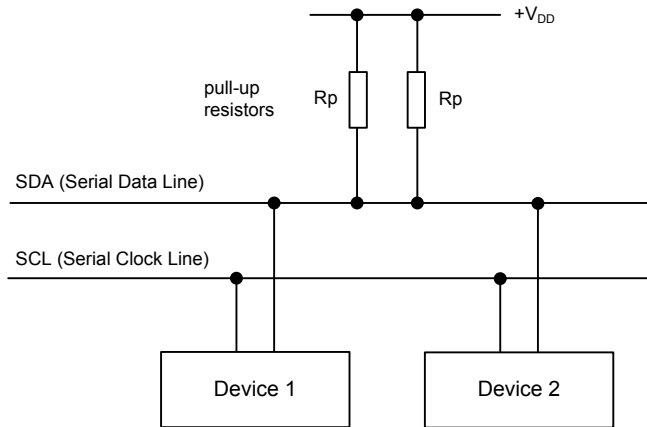 +VDD
pull-up
resistors
Rp
Rp
SDA (Serial Data Line)
SCL (Serial Clock Line)
Device 1
Device 2